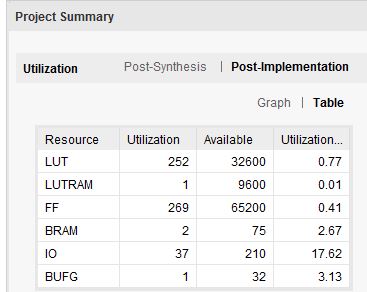 Project Summary
Utilization Post-Synthesis | Post-Implementation
Graph | Table
Resource Utilization Available Utilization...
LUT 252 32600 0.77
LUTRAM 1 9600 0.01
FF 269 65200 0.41
BRAM 2 75 2.67
IO 37 210 17.62
BUFG 1 32 3.13